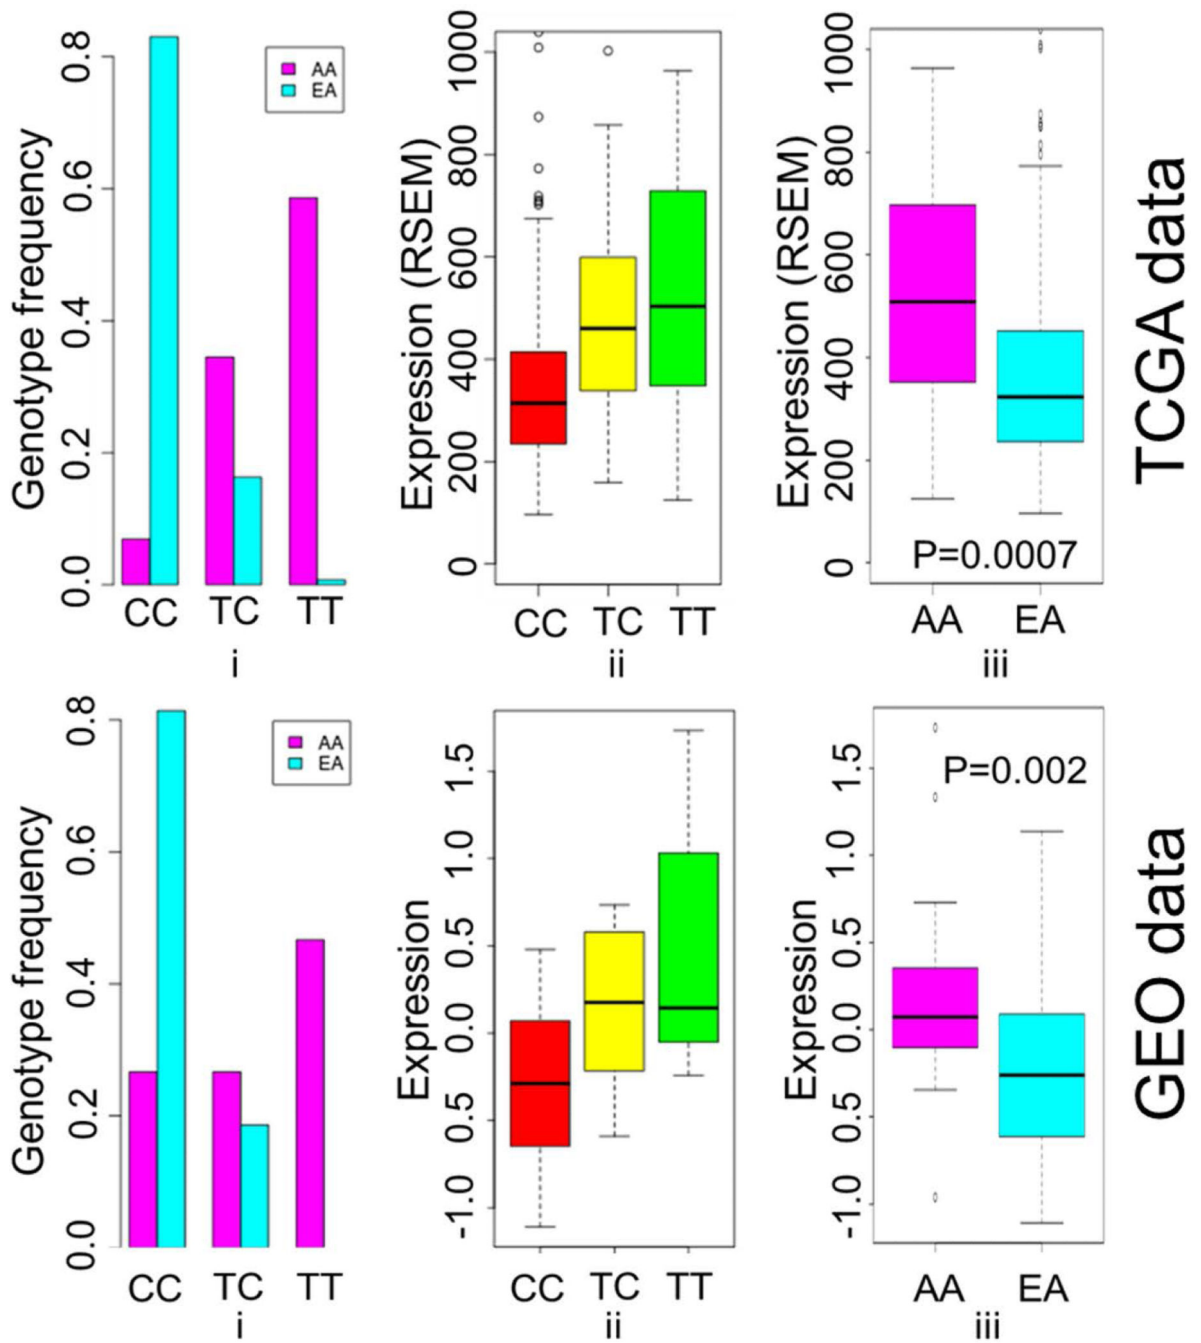 Genotype frequency
0.8
0.6
0.4
0.2
0.0
AA
EA
CC TC TT
i
Expression (RSEM)
1000
800
600
400
200
0
CC TC TT
ii
Expression (RSEM)
1000
800
600
400
200
0
P=0.0007
AA EA
iii
TCGA data
Genotype frequency
0.8
0.6
0.4
0.2
0.0
AA
EA
CC TC TT
i
Expression
1.5
1.0
0.5
0.0
0.5
-1.0
CC TC TT
ii
Expression
1.5
1.0
0.5
0.0
0.5
-1.0
P=0.002
AA EA
iii
GEO data